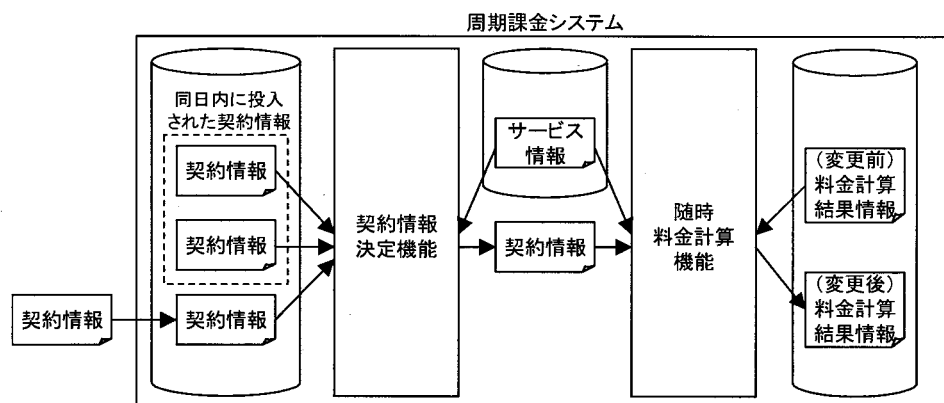 周期課金システム
同日内に投入
された契約情報
契約情報
契約情報
契約情報
契約情報
契約情報
決定機能
サービス
情報
契約情報
随時
料金計算
機能
(変更前)
料金計算
結果情報
(変更後)
料金計算
結果情報